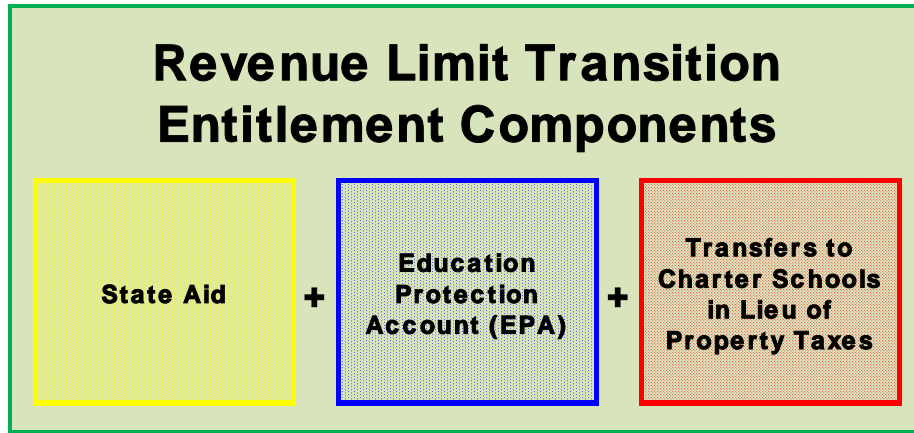 Revenue Limit Transition
Entitlement Components
State Aid
+
Education
Protection
Account (EPA)
+
Transfers to
Charter Schools
in Lieu of
Property Taxes